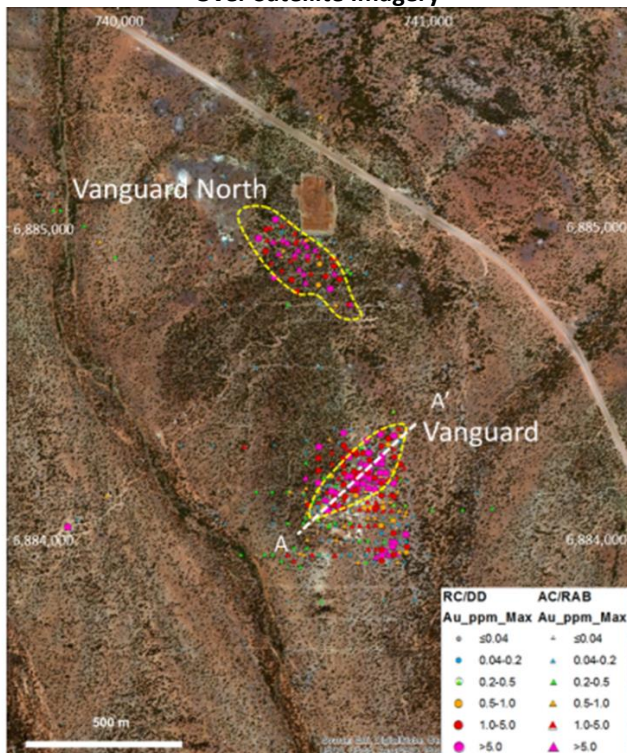 Over Satellite Imagery
740,000 741,000
Vanguard North
6,885,000 6,885,000
A'
Vanguard
A
6,884,000 6,884,000
RC/DD AC/RAB
Au_ppm_Max Au_ppm_Max
≤0.04 ≤0.04
0.04-0.2 0.04-0.2
0.2-0.5 0.2-0.5
0.5-1.0 0.5-1.0
1.0-5.0 1.0-5.0
>5.0 >5.0
500 m